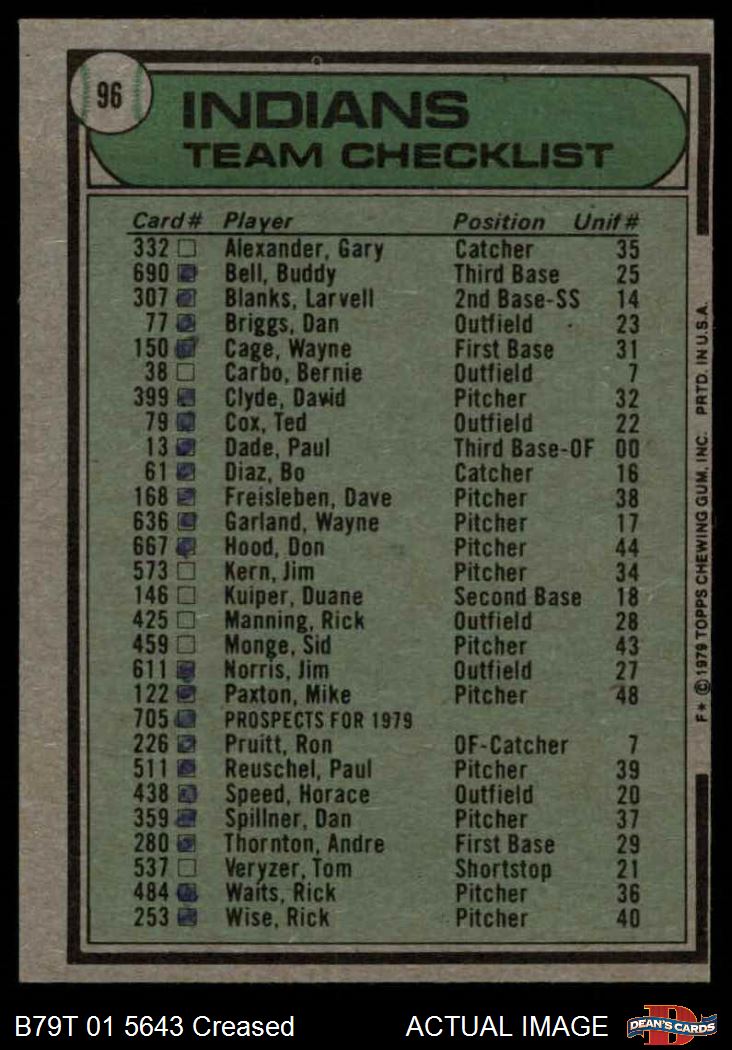 96
INDIANS
TEAM CHECKLIST
Card# Player Position Unif#
332 Alexander, Gary Catcher 35
690 Bell, Buddy Third Base 25
307 Blanks, Larvell 2nd Base-SS 14
77 Briggs, Dan Outfield 23
150 Cage, Wayne First Base 31
38 Carbo, Bernie Outfield 7
399 Clyde, David Pitcher 32
79 Cox, Ted Outfield 22
13 Dade, Paul Third Base-OF 00
61 Diaz, Bo Catcher 16
168 Freisleben, Dave Pitcher 38
636 Garland, Wayne Pitcher 17
667 Hood, Don Pitcher 44
573 Kern, Jim Pitcher 34
146 Kuiper, Duane Second Base 18
425 Manning, Rick Outfield 28
459 Monge, Sid Pitcher 43
611 Norris, Jim Outfield 27
122 Paxton, Mike Pitcher 48
705 PROSPECTS FOR 1979
226 Pruitt, Ron OF-Catcher 7
511 Reuschel, Paul Pitcher 39
438 Speed, Horace Outfield 20
359 Spillner, Dan Pitcher 37
280 Thornton, Andre First Base 29
537 Veryzer, Tom Shortstop 21
484 Waits, Rick Pitcher 36
253 Wise, Rick Pitcher 40
F* © 1979 TOPPS CHEWING GUM, INC. PRTD. IN U.S.A.
B79T 01 5643 Creased ACTUAL IMAGE
D
DEAN'S CARDS